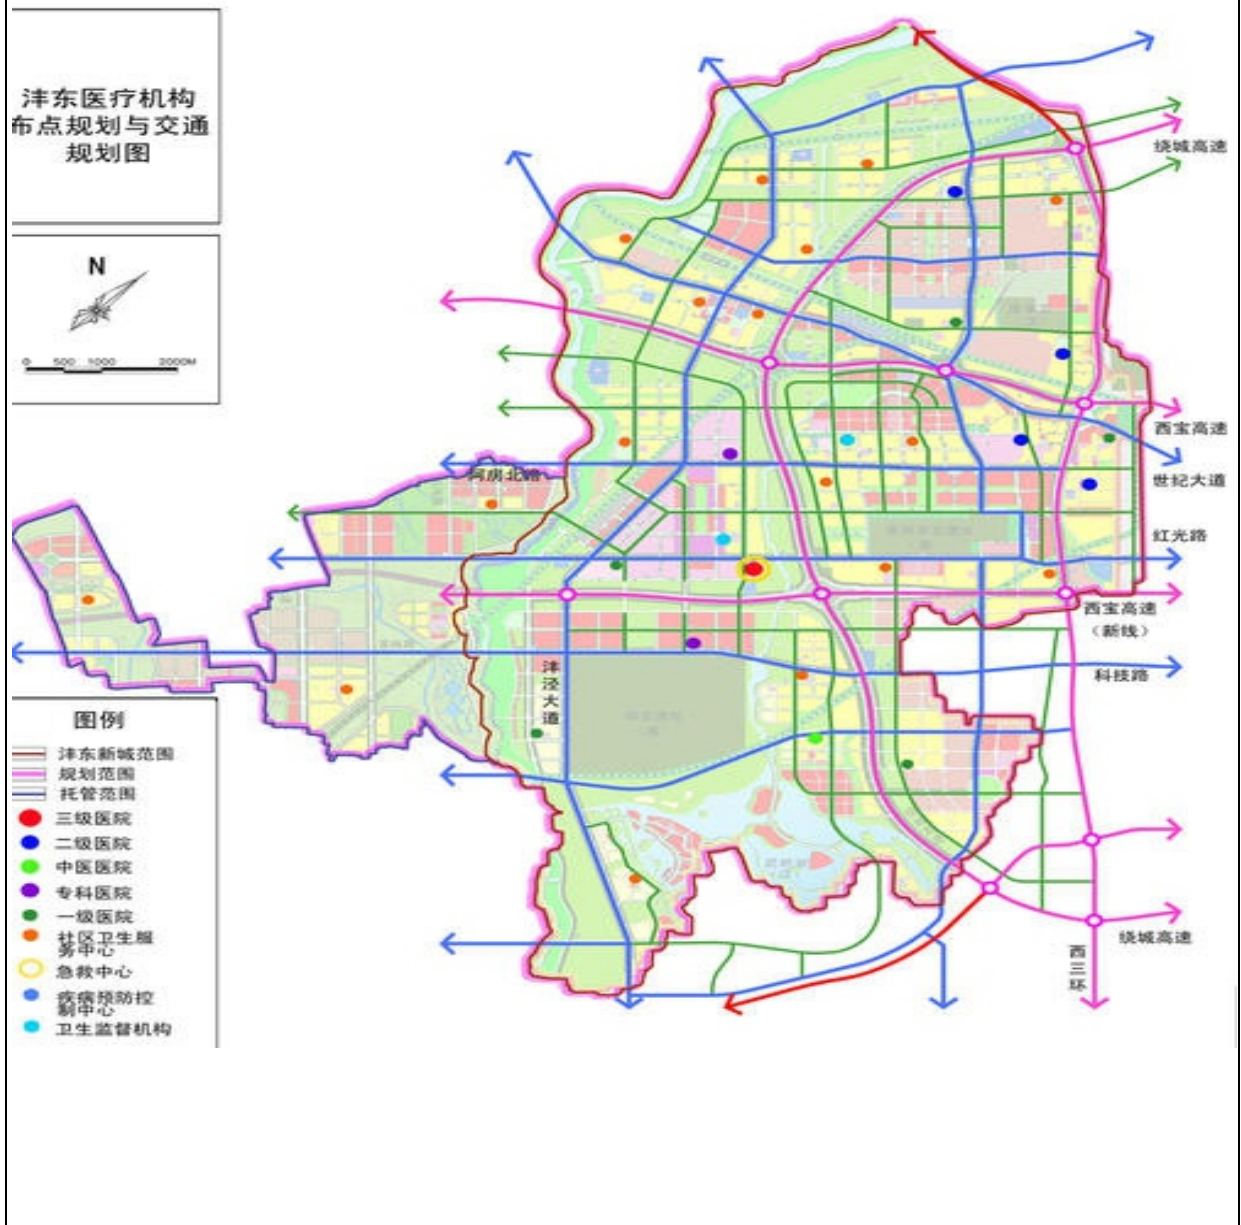 沣东医疗机构
布点规划与交通
规划图
N
0 500 1000 2000M
绕城高速
西宝高速
阿房北路
世纪大道
红光路
西宝高速
（新线）
科技路
沣泾大道
绕城高速
西三环
图例
沣东新城范围
规划范围
托管范围
三级医院
二级医院
中医医院
专科医院
一级医院
社区卫生服
务中心
急救中心
疾病预防控
制中心
卫生监督机构